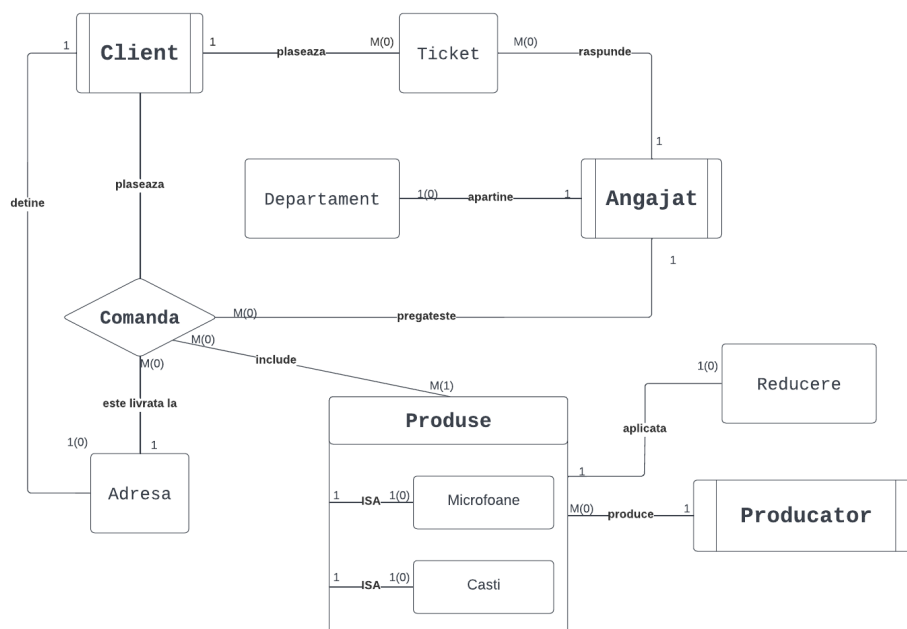 1
Client
1
plaseaza
M(0)
Ticket
M(0)
raspunde
1
plaseaza
detine
Departament
1(0)
apartine
1
Angajat
1
Comanda
M(0)
pregateste
M(0)
include
M(0)
M(1)
este livrata la
1(0)
1
Adresa
Produse
1(0)
Reducere
aplicata
1
1
ISA
1(0)
Microfoane
M(0)
produce
1
Producator
1
ISA
1(0)
Casti